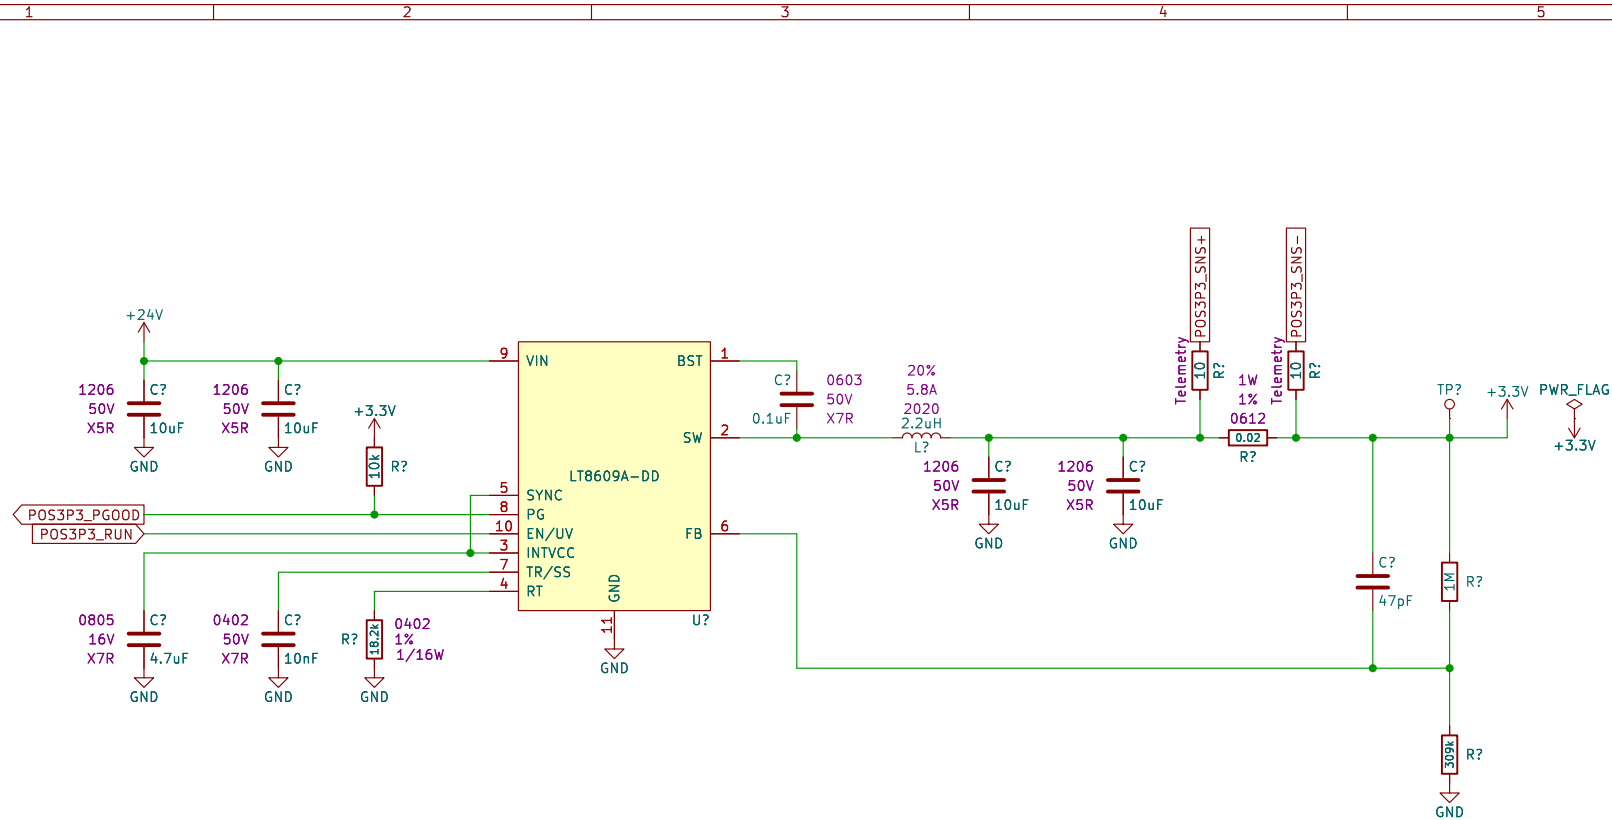 1 2 3 4 5
POS3P3_SNS+
POS3P3_SNS-
+24V
1206
50V
X5R
C?
10uF
GND
1206
50V
X5R
C?
10uF
GND
+3.3V
10k
R?
POS3P3_PGOOD
POS3P3_RUN
0805
16V
X7R
C?
4.7uF
GND
0402
50V
X7R
C?
10nF
GND
R?
18.2k
0402
1%
1/16W
GND
9 VIN
5 SYNC
8 PG
10 EN/UV
3 INTVCC
7 TR/SS
4 RT
LT8609A-DD
BST 1
SW 2
FB 6
GND
11
U?
GND
C?
0.1uF
0603
50V
X7R
20%
5.8A
2020
2.2uH
L?
1206
50V
X5R
C?
10uF
GND
1206
50V
X5R
C?
10uF
GND
Telemetry
10
R?
1W
1%
0612
0.02
R?
Telemetry
10
R?
TP?
+3.3V
PWR_FLAG
+3.3V
C?
47pF
1M
R?
309k
R?
GND